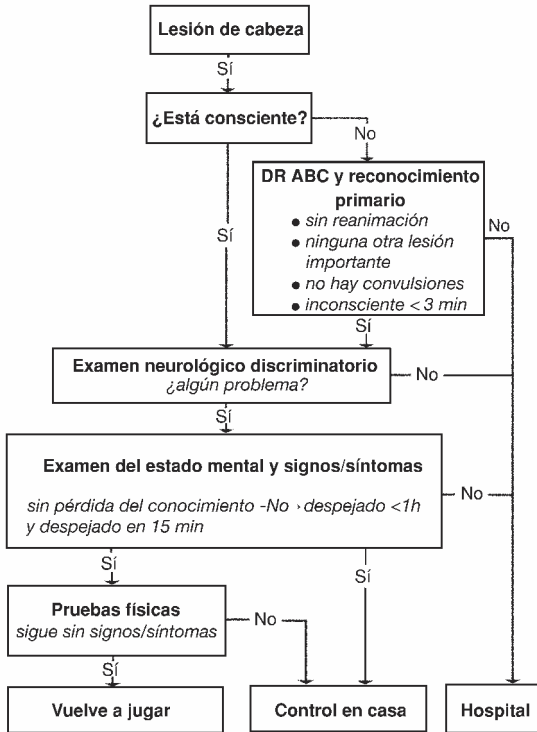 Lesión de cabeza
Sí
¿Está consciente?
No
DR ABC y reconocimiento
primario
● sin reanimación
● ninguna otra lesión
importante
● no hay convulsiones
● inconsciente < 3 min
No
Sí
Sí
Examen neurológico discriminatorio
¿algún problema?
No
Sí
Examen del estado mental y signos/síntomas
sin pérdida del conocimiento -No › despejado <1h
y despejado en 15 min
No
Sí
Sí
Pruebas físicas
sigue sin signos/síntomas
No
Sí
Vuelve a jugar
Control en casa
Hospital